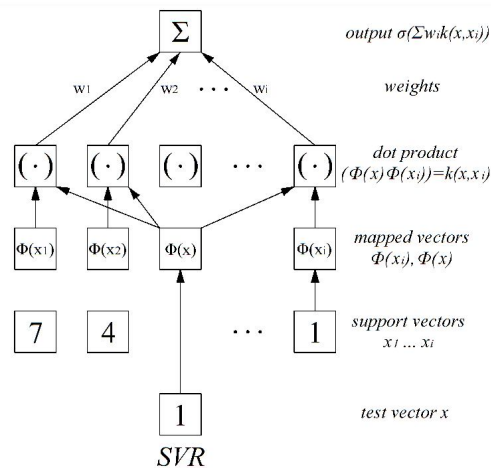 Σ output σ(Σwᵢk(x,xᵢ))
w₁ w₂ ... wᵢ weights
(·) (·) (·) ... (·) dot product
(Φ(x)Φ(xᵢ))=k(x,xᵢ)
Φ(x₁) Φ(x₂) Φ(x) Φ(xᵢ) mapped vectors
Φ(xᵢ), Φ(x)
7 4 ... 1 support vectors
x₁ ... xᵢ
1 test vector x
SVR